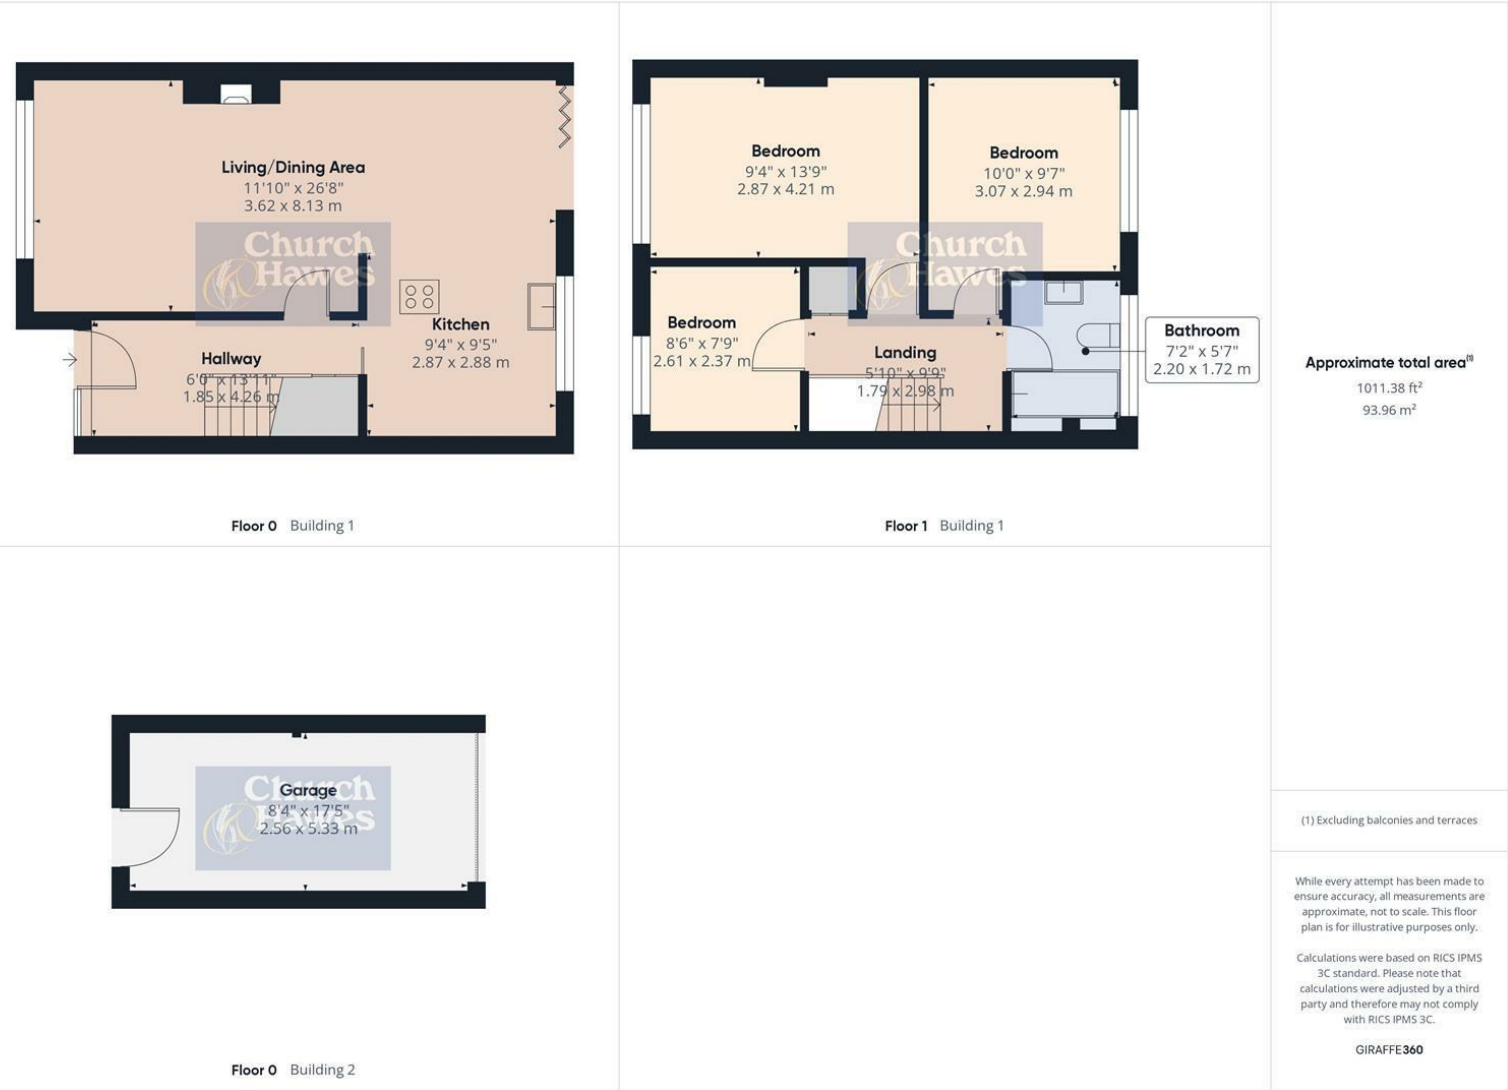 Living/Dining Area
11'10" x 26'8"
3.62 x 8.13 m
Church
Hawes
Kitchen
9'4" x 9'5"
2.87 x 2.88 m
Hallway
6'0" x 13'11"
1.85 x 4.26 m
Floor 0 Building 1
Bedroom
9'4" x 13'9"
2.87 x 4.21 m
Bedroom
10'0" x 9'7"
3.07 x 2.94 m
Church
Hawes
Bedroom
8'6" x 7'9"
2.61 x 2.37 m
Landing
5'10" x 9'9"
1.79 x 2.98 m
Bathroom
7'2" x 5'7"
2.20 x 1.72 m
Floor 1 Building 1
Approximate total area(1)
1011.38 ft²
93.96 m²
Church
Hawes
Garage
8'4" x 17'5"
2.56 x 5.33 m
Floor 0 Building 2
(1) Excluding balconies and terraces
While every attempt has been made to
ensure accuracy, all measurements are
approximate, not to scale. This floor
plan is for illustrative purposes only.
Calculations were based on RICS IPMS
3C standard. Please note that
calculations were adjusted by a third
party and therefore may not comply
with RICS IPMS 3C.
GIRAFFE360